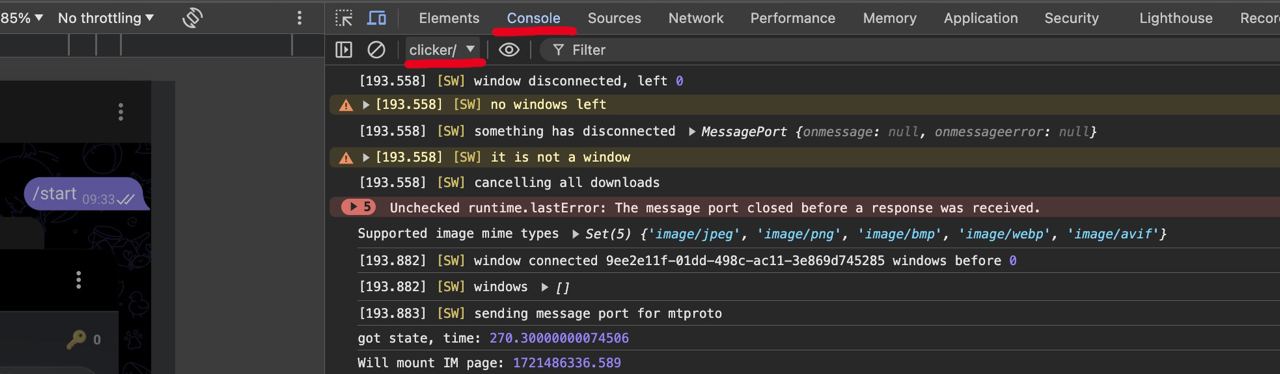 85% ▼ No throttling ▼
Elements Console Sources Network Performance Memory Application Security Lighthouse
clicker/ ▼ Filter
[193.558] [SW] window disconnected, left 0
[193.558] [SW] no windows left
[193.558] [SW] something has disconnected ▶ MessagePort {onmessage: null, onmessageerror: null}
[193.558] [SW] it is not a window
[193.558] [SW] cancelling all downloads
5 Unchecked runtime.lastError: The message port closed before a response was received.
Supported image mime types ▶ Set(5) {'image/jpeg', 'image/png', 'image/bmp', 'image/webp', 'image/avif'}
[193.882] [SW] window connected 9ee2e11f-01dd-498c-ac11-3e869d745285 windows before 0
[193.882] [SW] windows ▶ []
[193.883] [SW] sending message port for mtproto
got state, time: 270.30000000074506
Will mount IM page: 1721486336.589
/start 09:33
0